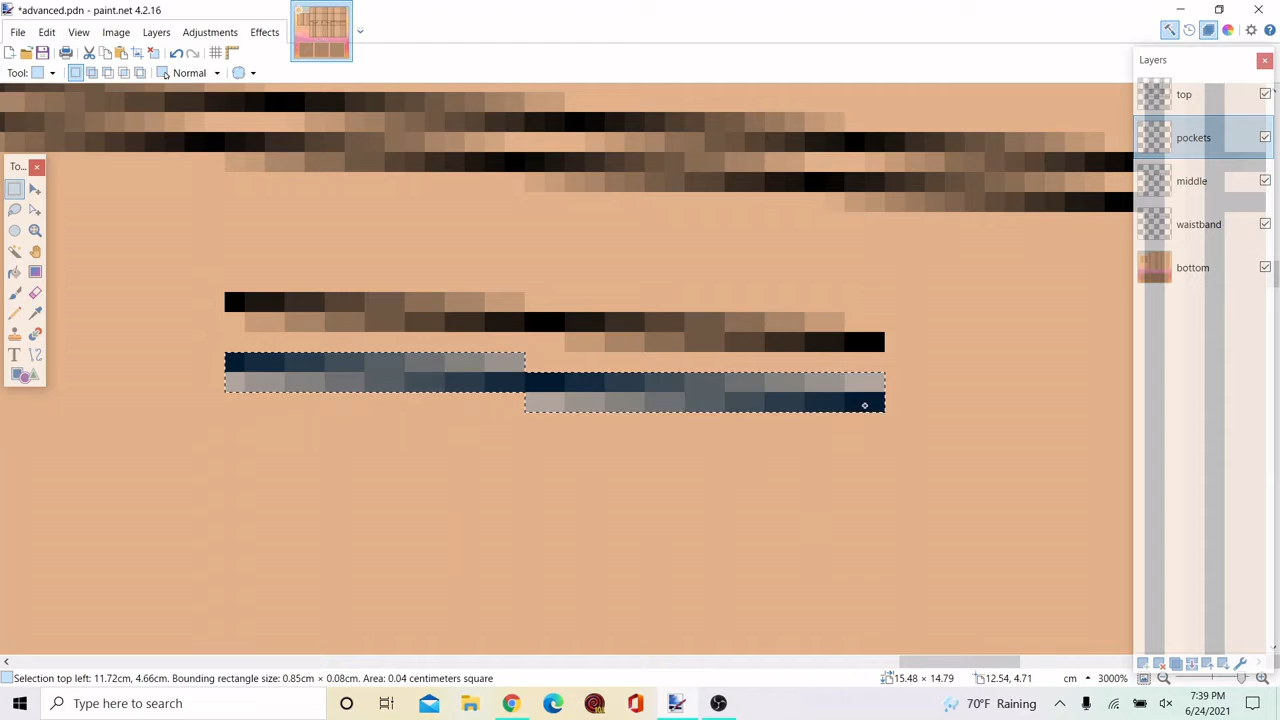 *advanced.pdn - paint.net 4.2.16
File Edit View Image Layers Adjustments Effects
Tool: Normal
To...
Layers
top
pockets
middle
waistband
bottom
Selection top left: 11.72cm, 4.66cm. Bounding rectangle size: 0.85cm × 0.08cm. Area: 0.04 centimeters square
15.48 × 14.79
12.54, 4.71
cm
3000%
Type here to search
70°F Raining
7:39 PM
6/24/2021